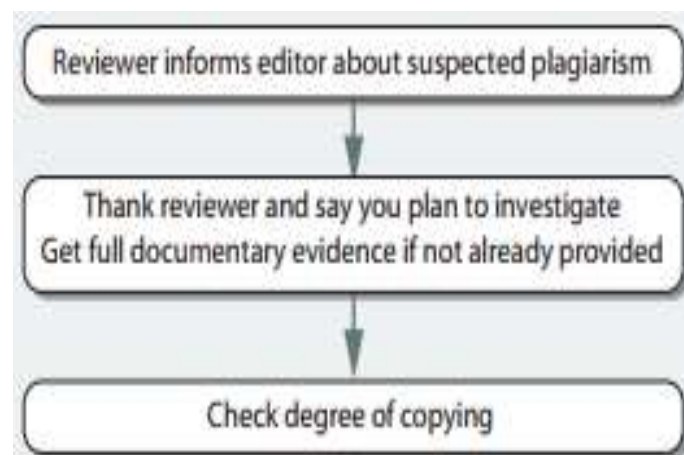 Reviewer informs editor about suspected plagiarism
Thank reviewer and say you plan to investigate
Get full documentary evidence if not already provided
Check degree of copying